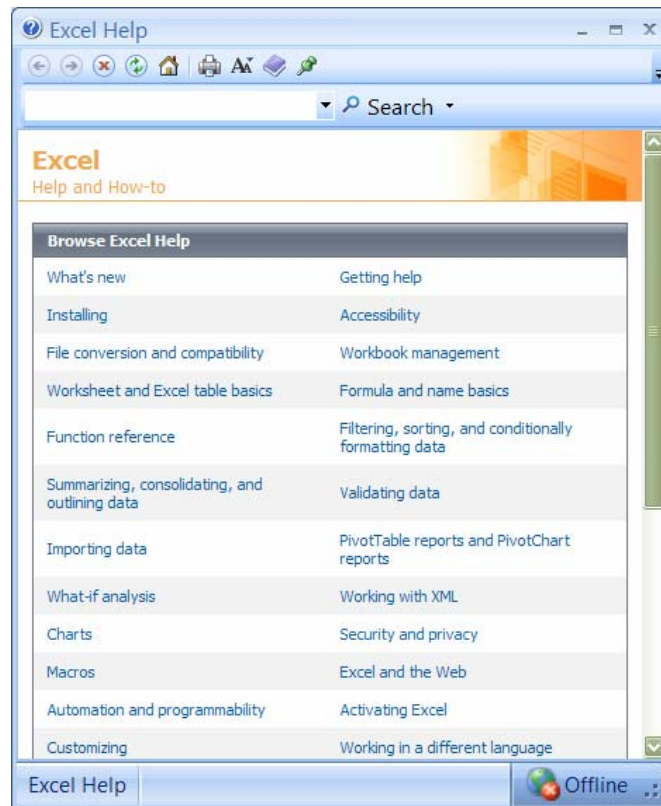 Excel Help
Search
Excel
Help and How-to
Browse Excel Help
What's new
Getting help
Installing
Accessibility
File conversion and compatibility
Workbook management
Worksheet and Excel table basics
Formula and name basics
Function reference
Filtering, sorting, and conditionally
formatting data
Summarizing, consolidating, and
outlining data
Validating data
Importing data
PivotTable reports and PivotChart
reports
What-if analysis
Working with XML
Charts
Security and privacy
Macros
Excel and the Web
Automation and programmability
Activating Excel
Customizing
Working in a different language
Excel Help
Offline